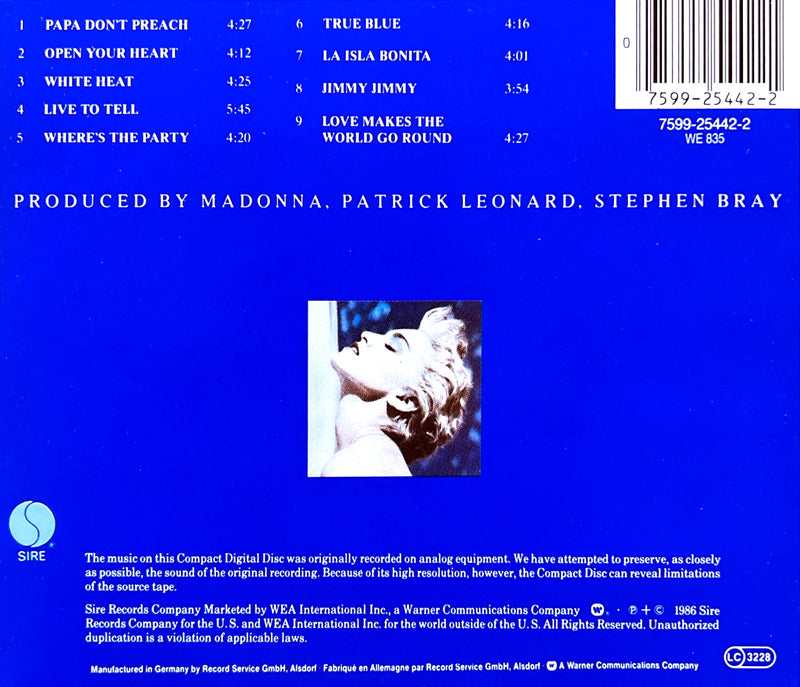 1 PAPA DON'T PREACH 4:27
2 OPEN YOUR HEART 4:12
3 WHITE HEAT 4:25
4 LIVE TO TELL 5:45
5 WHERE'S THE PARTY 4:20
6 TRUE BLUE 4:16
7 LA ISLA BONITA 4:01
8 JIMMY JIMMY 3:54
9 LOVE MAKES THE
WORLD GO ROUND 4:27
0
7599-25442-2
7599-25442-2
WE 835
PRODUCED BY MADONNA, PATRICK LEONARD, STEPHEN BRAY
SIRE
The music on this Compact Digital Disc was originally recorded on analog equipment. We have attempted to preserve, as closely
as possible, the sound of the original recording. Because of its high resolution, however, the Compact Disc can reveal limitations
of the source tape.
Sire Records Company Marketed by WEA International Inc., a Warner Communications Company · ℗ + © 1986 Sire
Records Company for the U.S. and WEA International Inc. for the world outside of the U.S. All Rights Reserved. Unauthorized
duplication is a violation of applicable laws.
LC 3228
Manufactured in Germany by Record Service GmbH, Alsdorf · Fabriqué en Allemagne par Record Service GmbH, Alsdorf · A Warner Communications Company